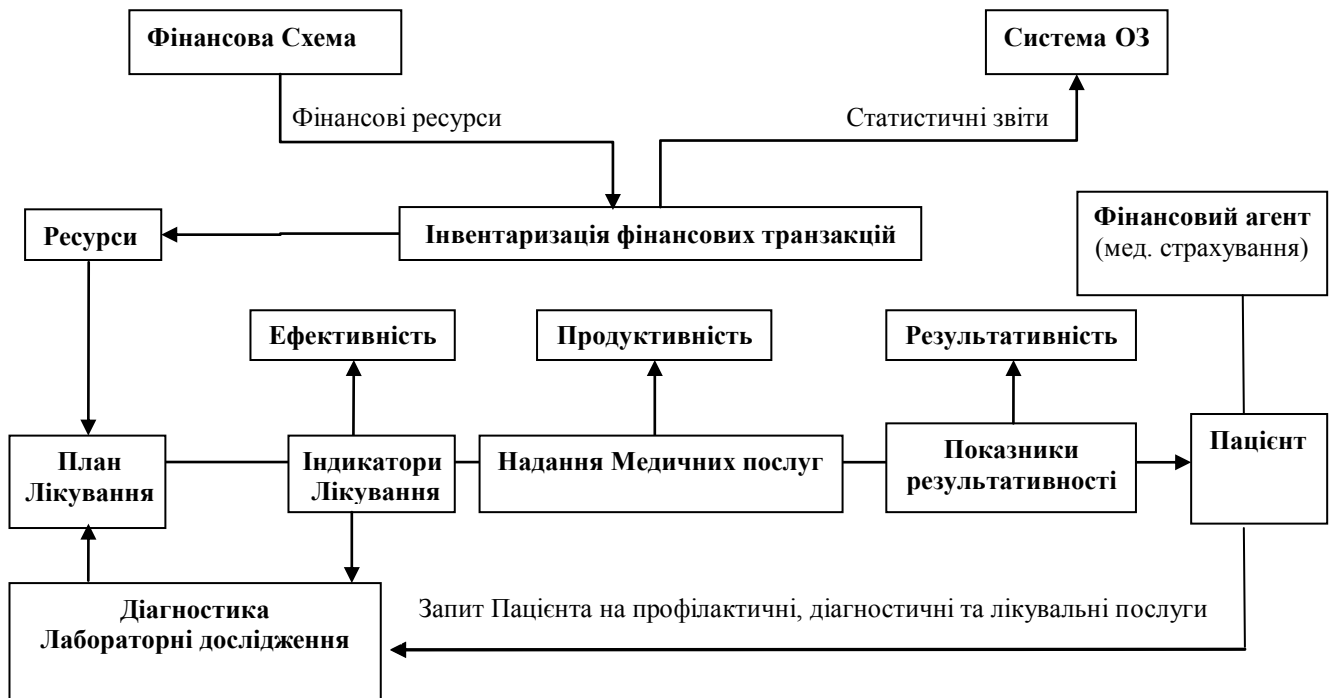 Фінансова Схема
Система ОЗ
Фінансові ресурси
Статистичні звіти
Ресурси
Інвентаризація фінансових транзакцій
Фінансовий агент
(мед. страхування)
Ефективність
Продуктивність
Результативність
План
Лікування
Індикатори
Лікування
Надання Медичних послуг
Показники
результативності
Пацієнт
Діагностика
Лабораторні дослідження
Запит Пацієнта на профілактичні, діагностичні та лікувальні послуги